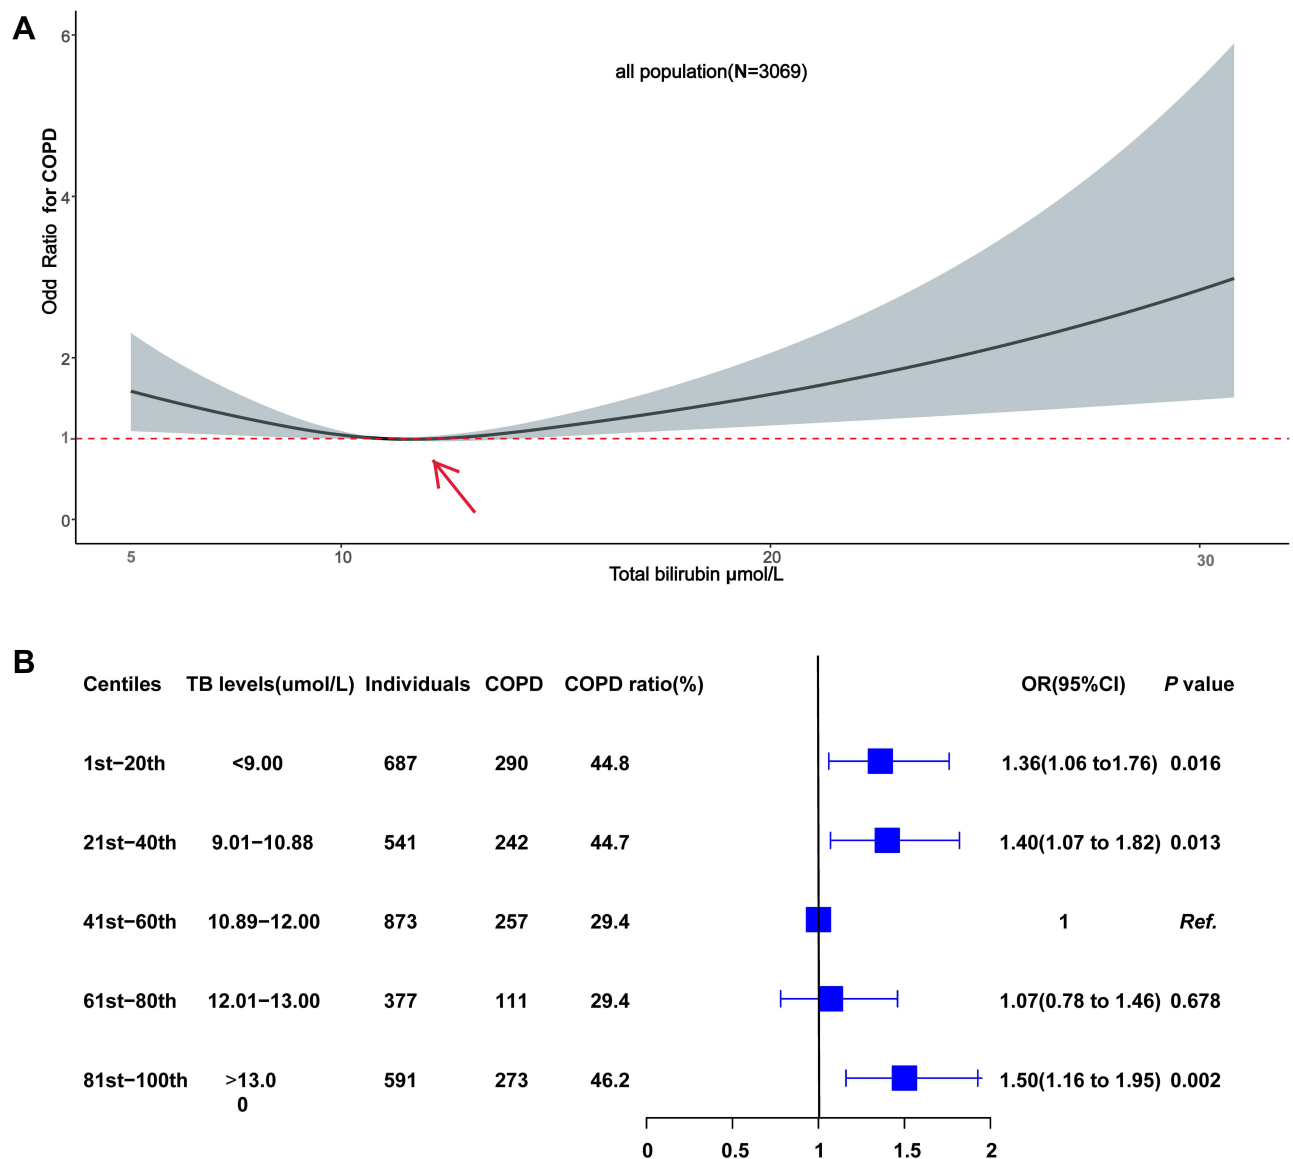 A
6
all population(N=3069)
Odd Ratio for COPD
4
2
1
0
5 10 20 30
Total bilirubin µmol/L
B
Centiles TB levels(umol/L) Individuals COPD COPD ratio(%) OR(95%CI) P value
1st−20th <9.00 687 290 44.8 1.36(1.06 to1.76) 0.016
21st−40th 9.01−10.88 541 242 44.7 1.40(1.07 to 1.82) 0.013
41st−60th 10.89−12.00 873 257 29.4 1 Ref.
61st−80th 12.01−13.00 377 111 29.4 1.07(0.78 to 1.46) 0.678
81st−100th >13.0 591 273 46.2 1.50(1.16 to 1.95) 0.002
0
0 0.5 1 1.5 2